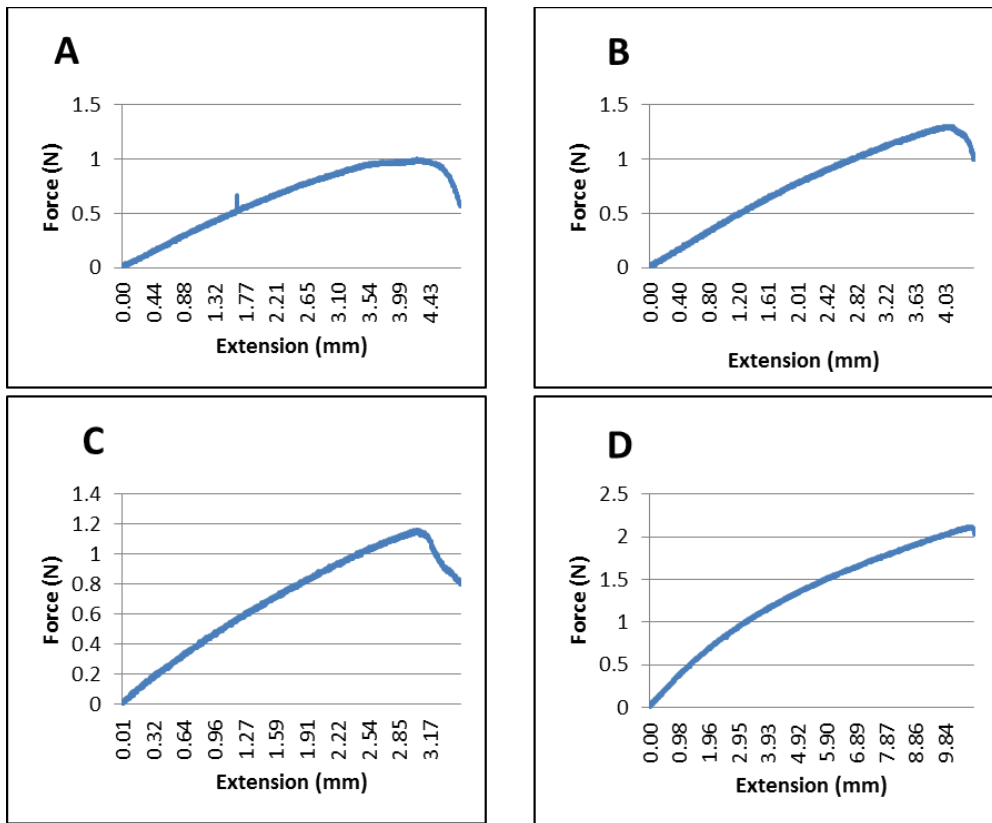 A
Force (N)
1.5
1
0.5
0
0.00 0.44 0.88 1.32 1.77 2.21 2.65 3.10 3.54 3.99 4.43
Extension (mm)
B
Force (N)
1.5
1
0.5
0
0.00 0.40 0.80 1.20 1.61 2.01 2.42 2.82 3.22 3.63 4.03
Extension (mm)
C
Force (N)
1.4
1.2
1
0.8
0.6
0.4
0.2
0
0.01 0.32 0.64 0.96 1.27 1.59 1.91 2.22 2.54 2.85 3.17
Extension (mm)
D
Force (N)
2.5
2
1.5
1
0.5
0
0.00 0.98 1.96 2.95 3.93 4.92 5.90 6.89 7.87 8.86 9.84
Extension (mm)